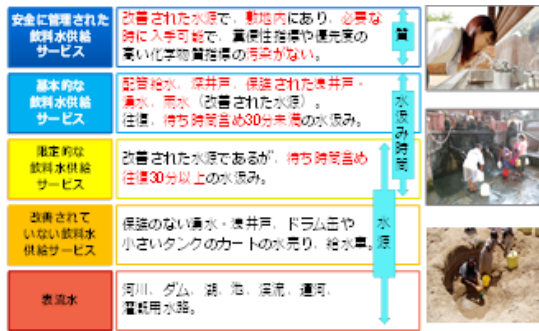 安全に管理された
飲料水供給
サービス
改善された水源で、敷地内にあり、必要な
時に入手可能で、糞便性指標や優先度の
高い化学物質指標の汚染がない。
基本的な
飲料水供給
サービス
配管給水、深井戸、保護された浅井戸・
湧水、雨水（改善された水源）。
往復、待ち時間含め30分未満の水汲み。
限定的な
飲料水供給
サービス
改善された水源であるが、待ち時間含め
往復30分以上の水汲み。
改善されて
いない飲料水
供給サービス
保護のない湧水・浅井戸、ドラム缶や
小さいタンクのカートの水売り、給水車。
表流水
河川、ダム、湖、池、渓流、運河、
灌漑用水路。
質
水汲み時間
水源